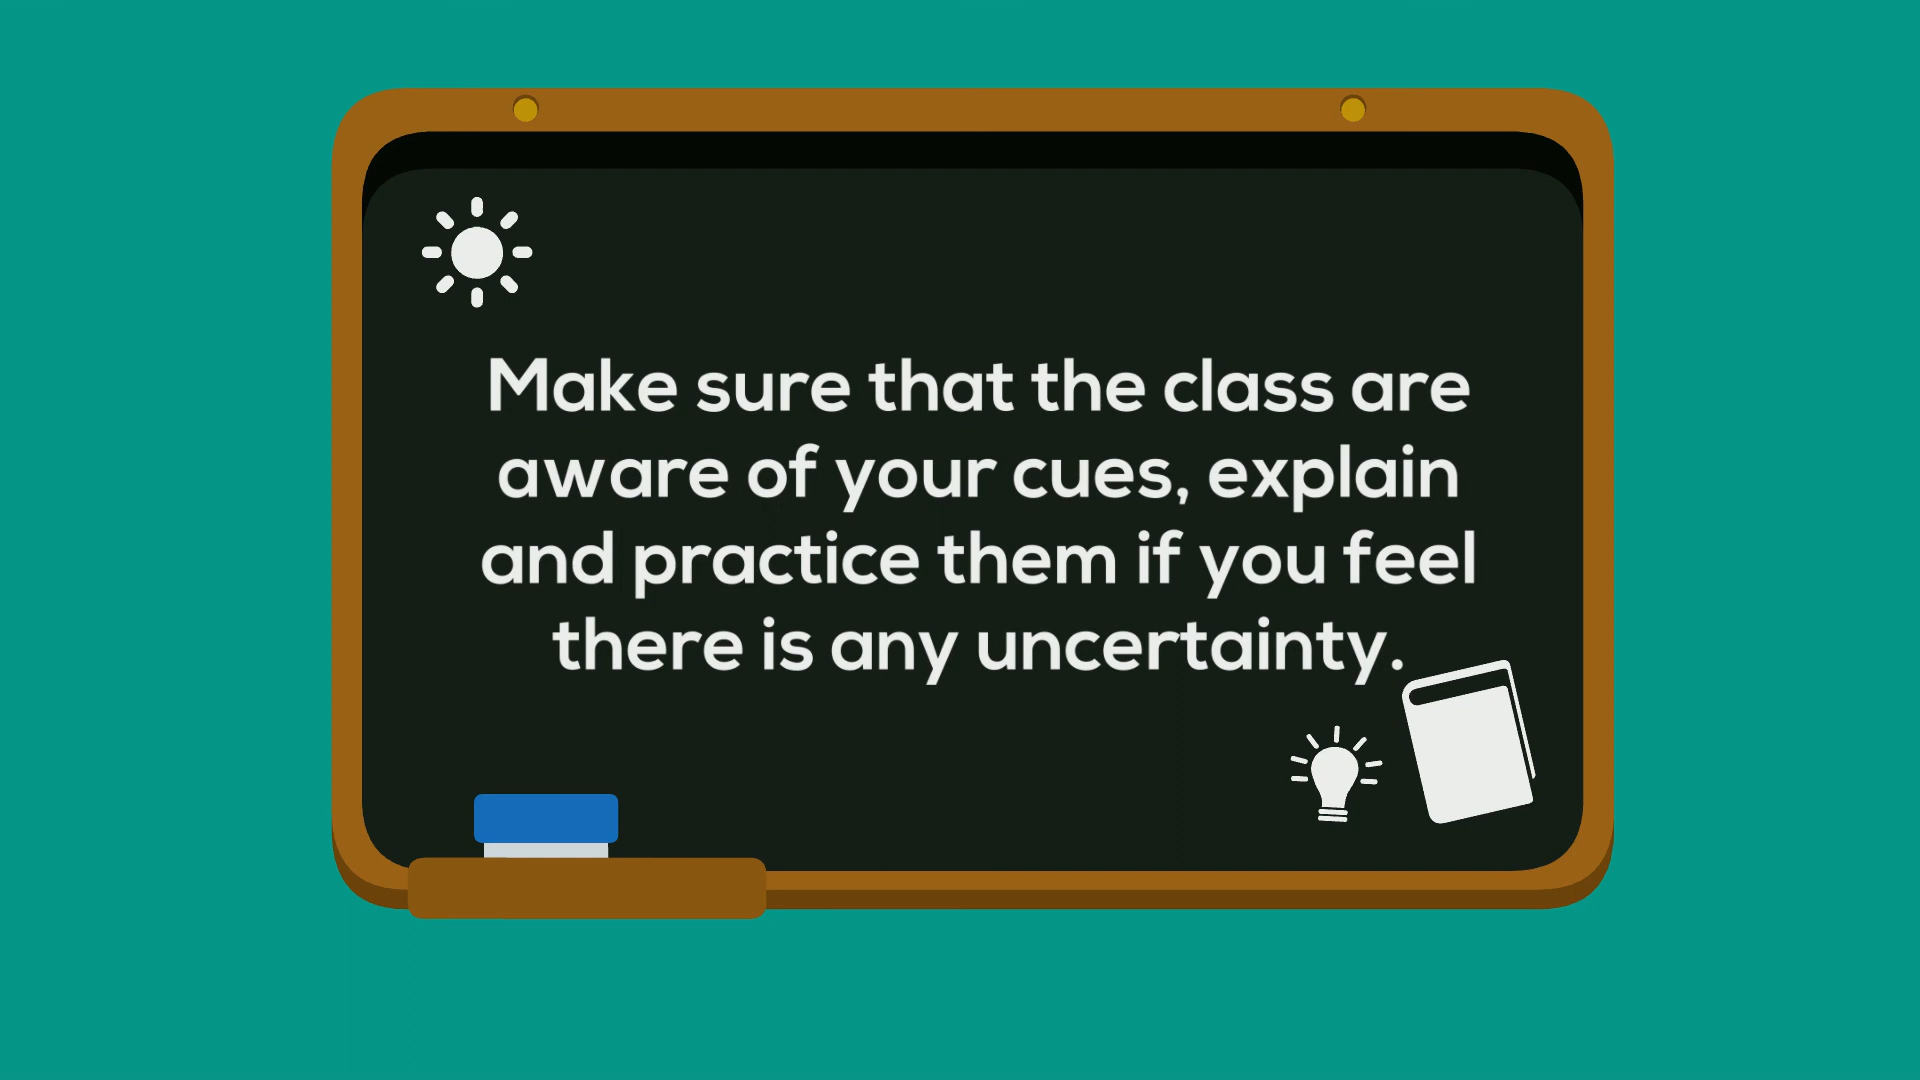 Make sure that the class are
aware of your cues, explain
and practice them if you feel
there is any uncertainty.